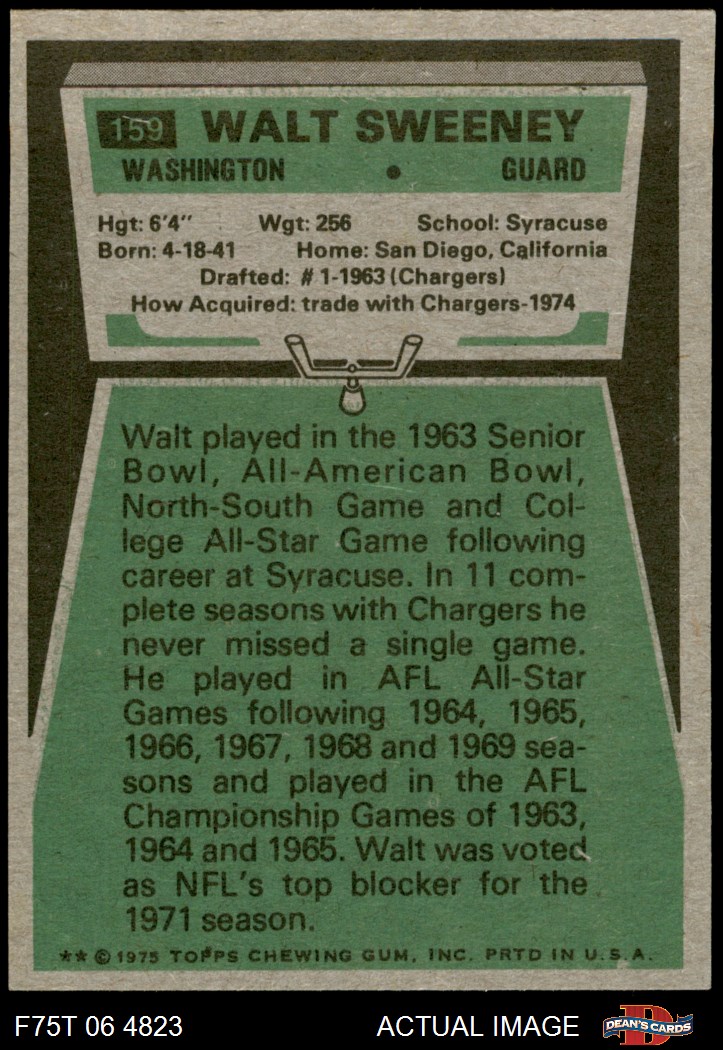 159 WALT SWEENEY
WASHINGTON • GUARD
Hgt: 6'4" Wgt: 256 School: Syracuse
Born: 4-18-41 Home: San Diego, California
Drafted: #1-1963 (Chargers)
How Acquired: trade with Chargers-1974
Walt played in the 1963 Senior
Bowl, All-American Bowl,
North-South Game and Col-
lege All-Star Game following
career at Syracuse. In 11 com-
plete seasons with Chargers he
never missed a single game.
He played in AFL All-Star
Games following 1964, 1965,
1966, 1967, 1968 and 1969 sea-
sons and played in the AFL
Championship Games of 1963,
1964 and 1965. Walt was voted
as NFL's top blocker for the
1971 season.
** © 1975 TOPPS CHEWING GUM, INC. PRTD IN U.S.A.
F75T 06 4823 ACTUAL IMAGE D DEAN'S CARDS